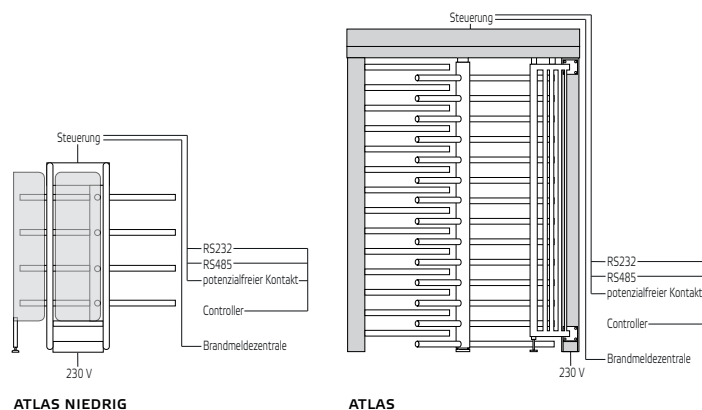 Steuerung
RS232
RS485
potenzialfreier Kontakt
Controller
Brandmeldezentrale
230 V
ATLAS NIEDRIG
Steuerung
RS232
RS485
potenzialfreier Kontakt
Controller
Brandmeldezentrale
230 V
ATLAS